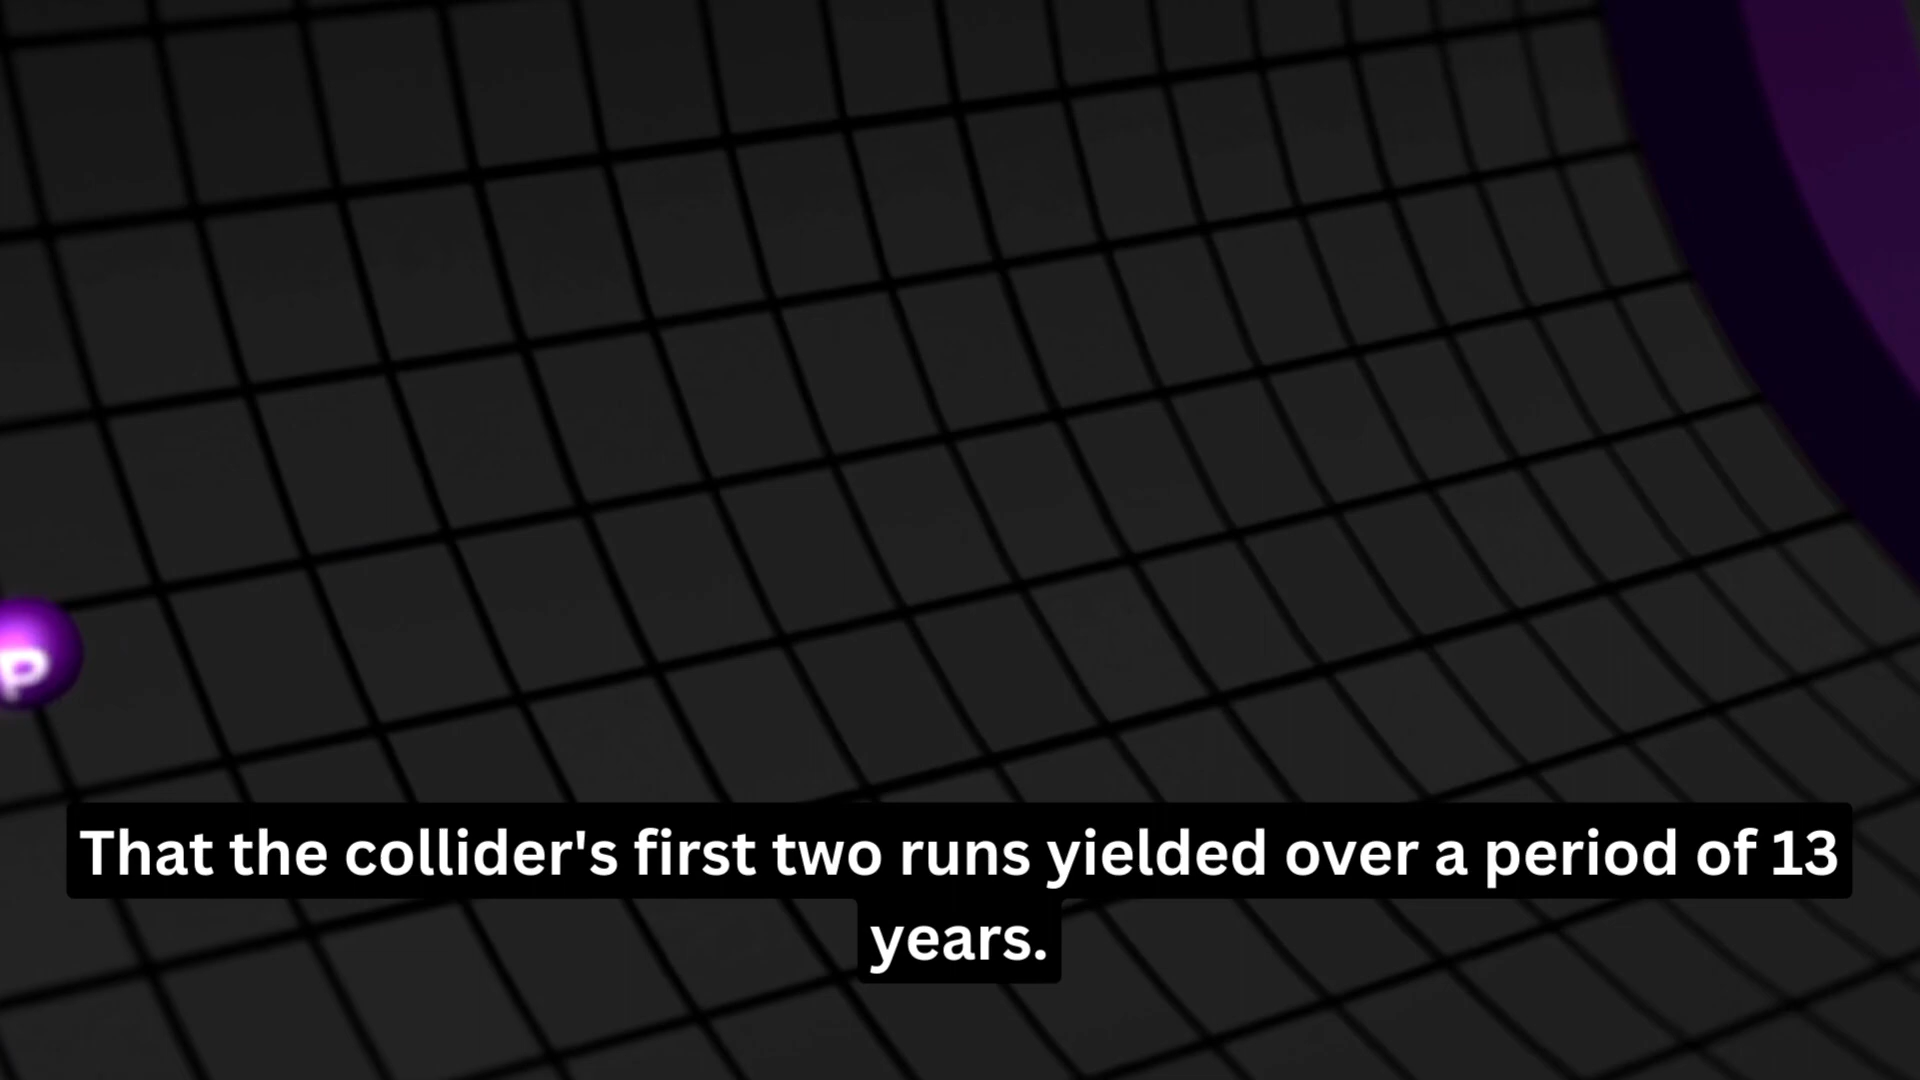 P
That the collider's first two runs yielded over a period of 13
years.